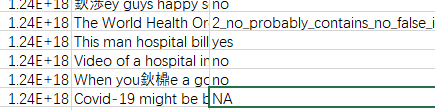 1.24E+18 欽渉ey guys happy s no
1.24E+18 The World Health Or 2_no_probably_contains_no_false_i
1.24E+18 This man hospital bill yes
1.24E+18 Video of a hospital in no
1.24E+18 When you欽檙e a go no
1.24E+18 Covid-19 might be b NA